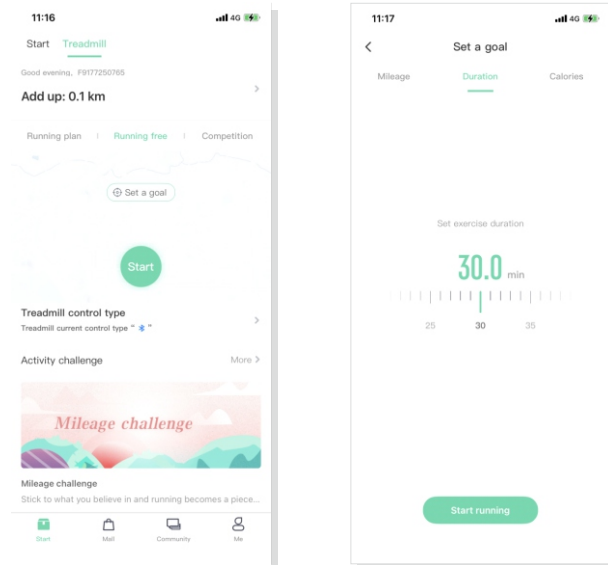 11:16
4G
Start Treadmill
Good evening, F9177250765
Add up: 0.1 km
Running plan Running free Competition
Set a goal
Start
Treadmill control type
Treadmill current control type " "
Activity challenge More
Mileage challenge
Mileage challenge
Stick to what you believe in and running becomes a piece...
Start Mall Community Me
11:17
4G
Set a goal
Mileage Duration Calories
Set exercise duration
30.0 min
25 30 35
Start running